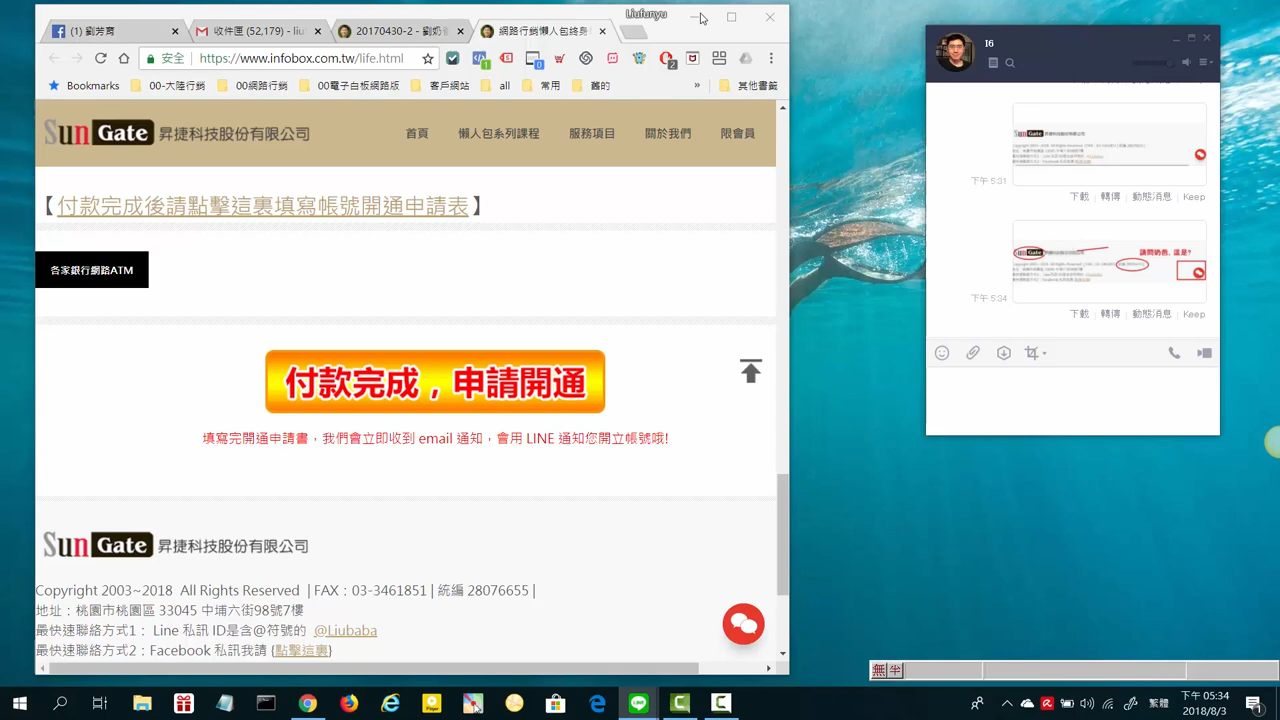 Liufunyu
(1) 劉芳育
收件匣 (52,179) - liu
20170430-2 - 劉奶爸
網路行銷懶人包終身
安全
https://www.infobox.com.tw/life.html
Bookmarks
00-大陸行銷
00網路行銷
00電子白板網路版
客戶網站
all
常用
舊的
»
其他書籤
SunGate 昇捷科技股份有限公司
首頁
懶人包系列課程
服務項目
關於我們
限會員
【付款完成後請點擊這裏填寫帳號開通申請表】
各家銀行網路ATM
付款完成，申請開通
填寫完開通申請書，我們會立即收到 email 通知，會用 LINE 通知您開立帳號哦!
SunGate 昇捷科技股份有限公司
Copyright 2003~2018 All Rights Reserved | FAX：03-3461851 | 統編 28076655 |
地址：桃園市桃園區 33045 中埔六街98號7樓
最快速聯絡方式1： Line 私訊 ID是含@符號的 @Liubaba
最快速聯絡方式2：Facebook 私訊我請 {點擊這裏}
I6
SunGate
下午 5:31
下載 | 轉傳 | 動態消息 | Keep
請問奶爸, 這是?
下午 5:34
下載 | 轉傳 | 動態消息 | Keep
無 半
繁體
下午 05:34
2018/8/3